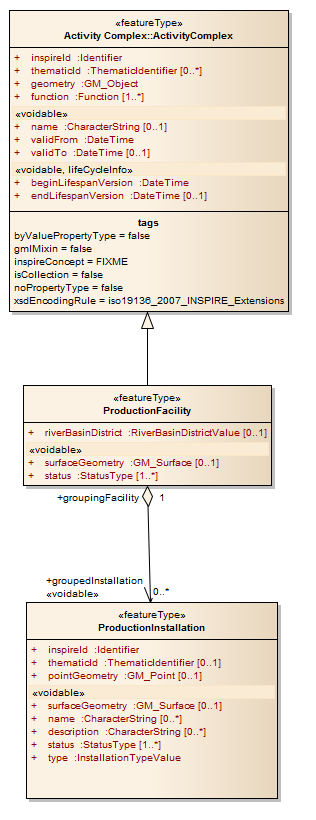 «featureType»
Activity Complex::ActivityComplex
+ inspireId :Identifier
+ thematicId :ThematicIdentifier [0..*]
+ geometry :GM_Object
+ function :Function [1..*]
«voidable»
+ name :CharacterString [0..1]
+ validFrom :DateTime
+ validTo :DateTime [0..1]
«voidable, lifeCycleInfo»
+ beginLifespanVersion :DateTime
+ endLifespanVersion :DateTime [0..1]
tags
byValuePropertyType = false
gmlMixin = false
inspireConcept = FIXME
isCollection = false
noPropertyType = false
xsdEncodingRule = iso19136_2007_INSPIRE_Extensions
«featureType»
ProductionFacility
+ riverBasinDistrict :RiverBasinDistrictValue [0..1]
«voidable»
+ surfaceGeometry :GM_Surface [0..1]
+ status :StatusType [1..*]
+groupingFacility 1
+groupedInstallation
«voidable» 0..*
«featureType»
ProductionInstallation
+ inspireId :Identifier
+ thematicId :ThematicIdentifier [0..1]
+ pointGeometry :GM_Point [0..1]
«voidable»
+ surfaceGeometry :GM_Surface [0..1]
+ name :CharacterString [0..*]
+ description :CharacterString [0..*]
+ status :StatusType [1..*]
+ type :InstallationTypeValue